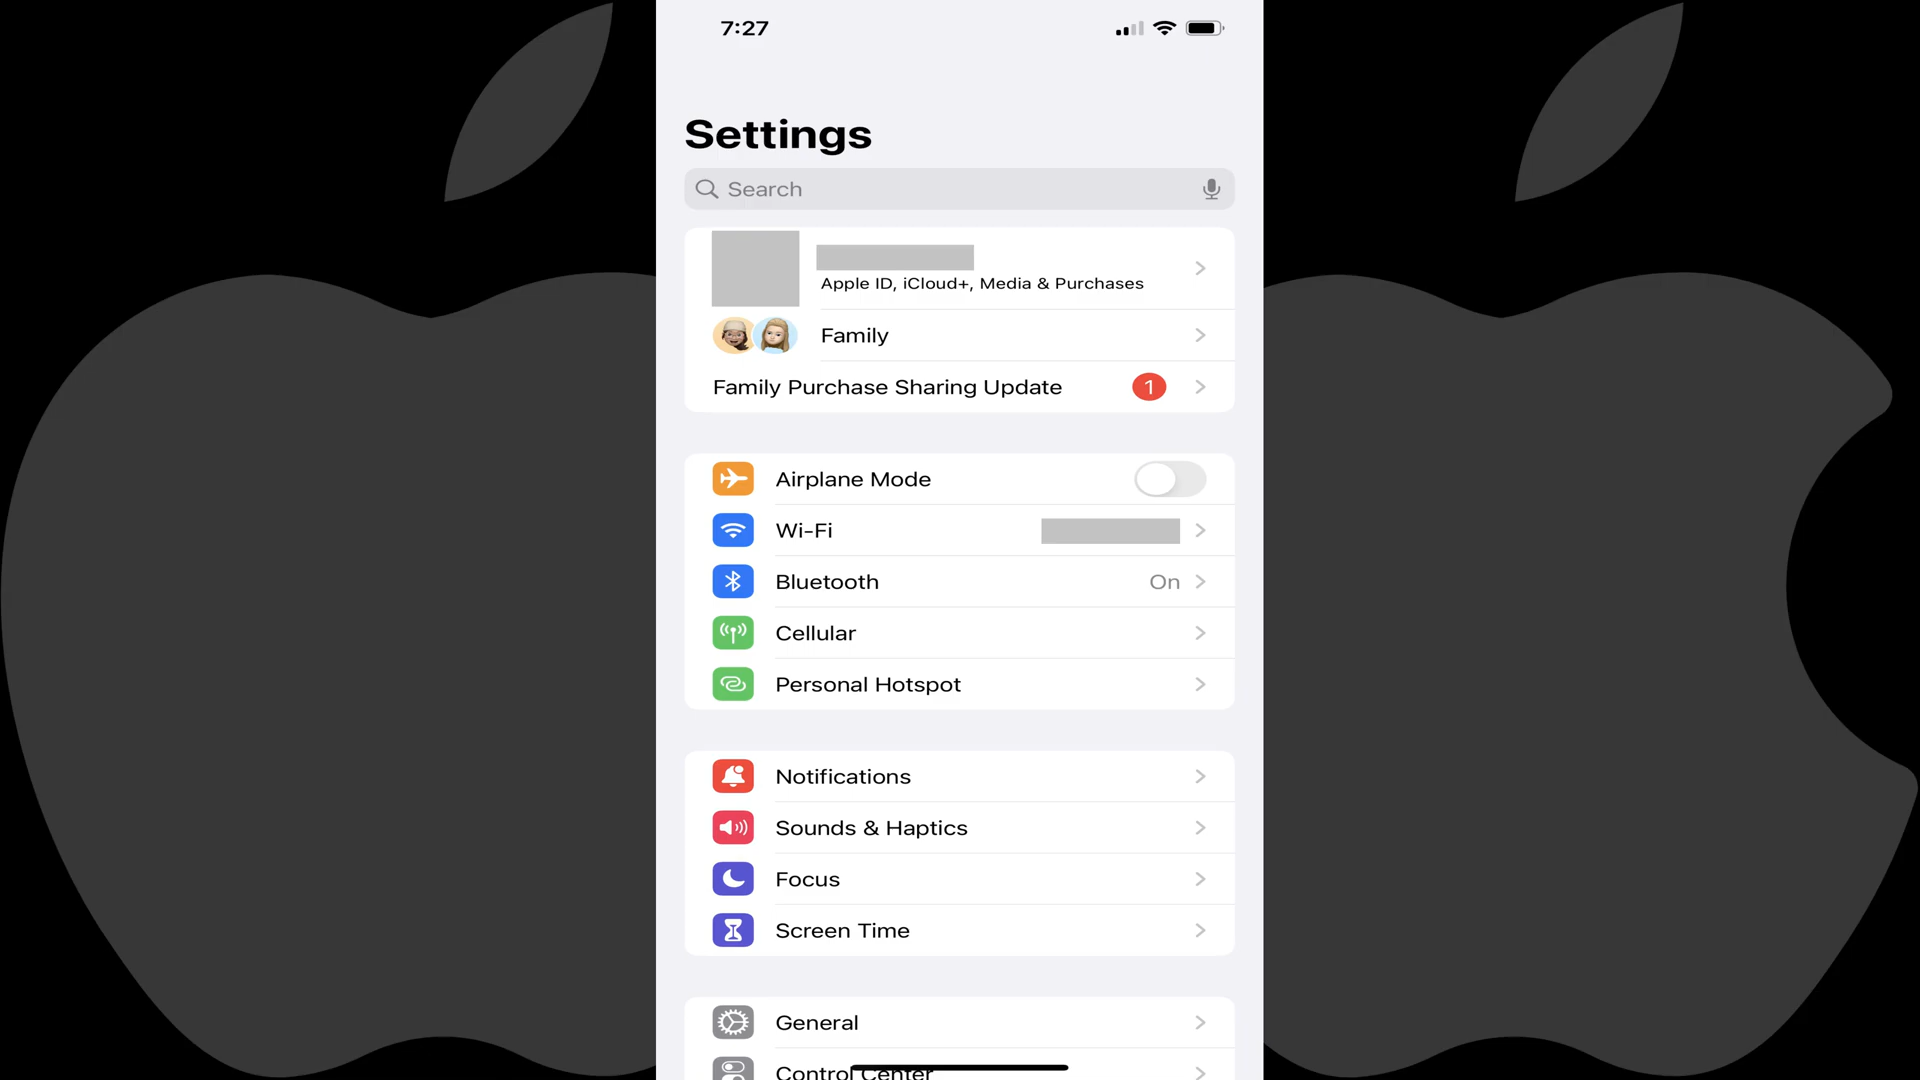 7:27
Settings
Search
Apple ID, iCloud+, Media & Purchases
Family
Family Purchase Sharing Update 1
Airplane Mode
Wi-Fi
Bluetooth On
Cellular
Personal Hotspot
Notifications
Sounds & Haptics
Focus
Screen Time
General
Control Center